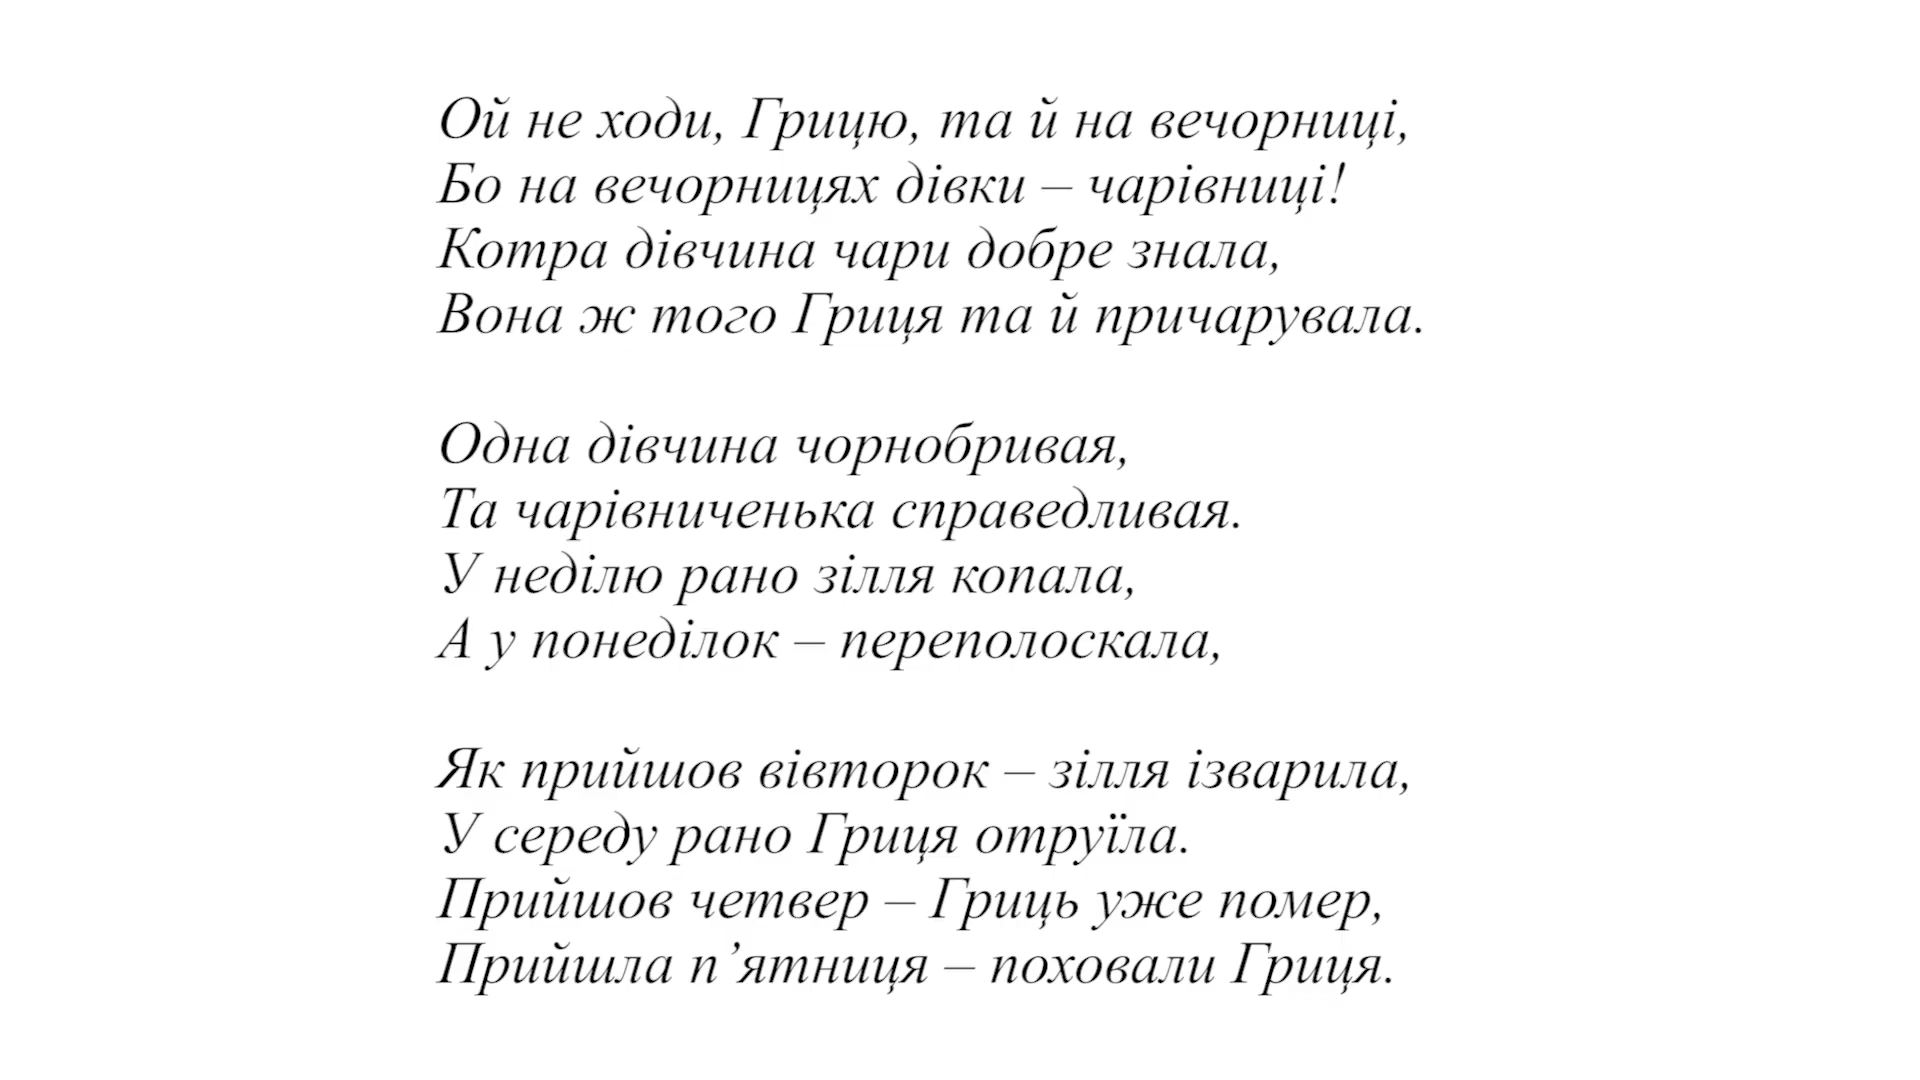 Ой не ходи, Грицю, та й на вечорниці,
Бо на вечорницях дівки – чарівниці!
Котра дівчина чари добре знала,
Вона ж того Гриця та й причарувала.

Одна дівчина чорнобривая,
Та чарівниченька справедливая.
У неділю рано зілля копала,
А у понеділок – переполоскала,

Як прийшов вівторок – зілля ізварила,
У середу рано Гриця отруїла.
Прийшов четвер – Гриць уже помер,
Прийшла п’ятниця – поховали Гриця.